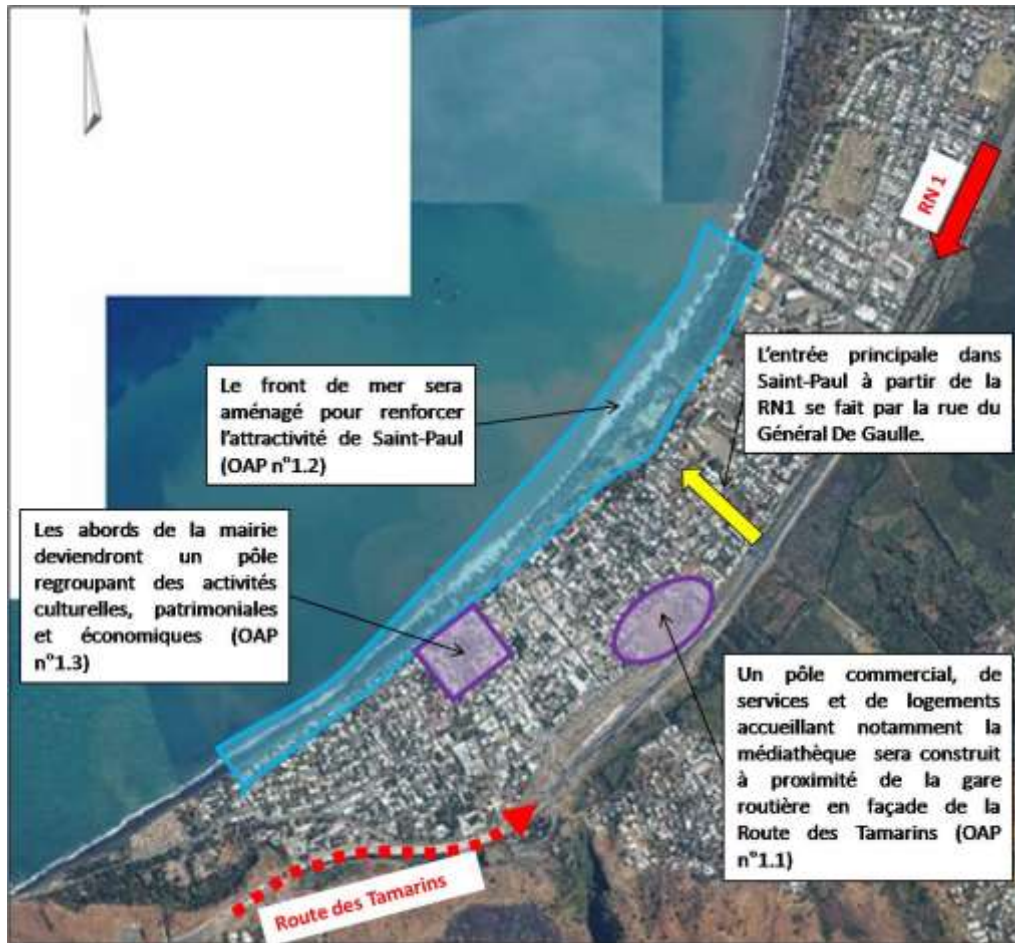 RN 1
L'entrée principale dans
Saint-Paul à partir de la
RN1 se fait par la rue du
Général De Gaulle.
Le front de mer sera
aménagé pour renforcer
l'attractivité de Saint-Paul
(OAP n°1.2)
Les abords de la mairie
deviendront un pôle
regroupant des activités
culturelles, patrimoniales
et économiques (OAP
n°1.3)
Un pôle commercial, de
services et de logements
accueillant notamment la
médiathèque sera construit
à proximité de la gare
routière en façade de la
Route des Tamarins (OAP
n°1.1)
Route des Tamarins